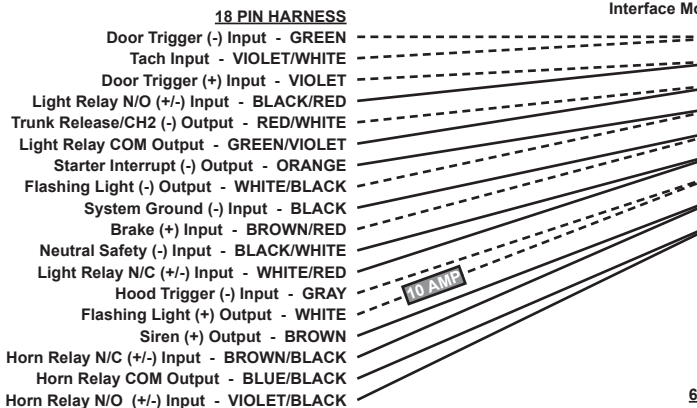 Interface Mo
18 PIN HARNESS
Door Trigger (-) Input - GREEN
Tach Input - VIOLET/WHITE
Door Trigger (+) Input - VIOLET
Light Relay N/O (+/-) Input - BLACK/RED
Trunk Release/CH2 (-) Output - RED/WHITE
Light Relay COM Output - GREEN/VIOLET
Starter Interrupt (-) Output - ORANGE
Flashing Light (-) Output - WHITE/BLACK
System Ground (-) Input - BLACK
Brake (+) Input - BROWN/RED
Neutral Safety (-) Input - BLACK/WHITE
Light Relay N/C (+/-) Input - WHITE/RED
Hood Trigger (-) Input - GRAY
10 AMP
Flashing Light (+) Output - WHITE
Siren (+) Output - BROWN
Horn Relay N/C (+/-) Input - BROWN/BLACK
Horn Relay COM Output - BLUE/BLACK
Horn Relay N/O (+/-) Input - VIOLET/BLACK
6